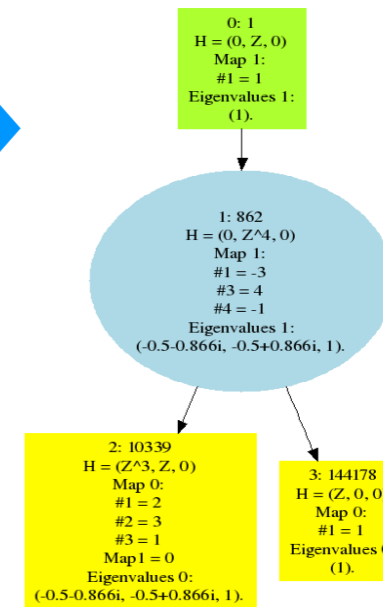 0: 1
H = (0, Z, 0)
Map 1:
#1 = 1
Eigenvalues 1:
(1).
1: 862
H = (0, Z^4, 0)
Map 1:
#1 = -3
#3 = 4
#4 = -1
Eigenvalues 1:
(-0.5-0.866i, -0.5+0.866i, 1).
2: 10339
H = (Z^3, Z, 0)
Map 0:
#1 = 2
#2 = 3
#3 = 1
Map1 = 0
Eigenvalues 0:
(-0.5-0.866i, -0.5+0.866i, 1).
3: 144178
H = (Z, 0, 0
Map 0:
#1 = 1
Eigenvalues
(1).